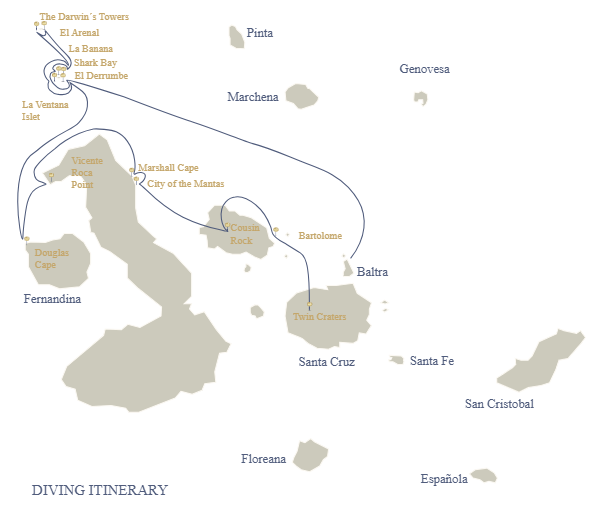 The Darwin's Towers
El Arenal
La Banana
Shark Bay
El Derrumbe
La Ventana
Islet
Pinta
Marchena
Genovesa
Vicente
Roca
Point
Marshall Cape
City of the Mantas
Cousin
Rock
Bartolome
Douglas
Cape
Fernandina
Baltra
Twin Craters
Santa Cruz
Santa Fe
San Cristobal
Floreana
Española
DIVING ITINERARY